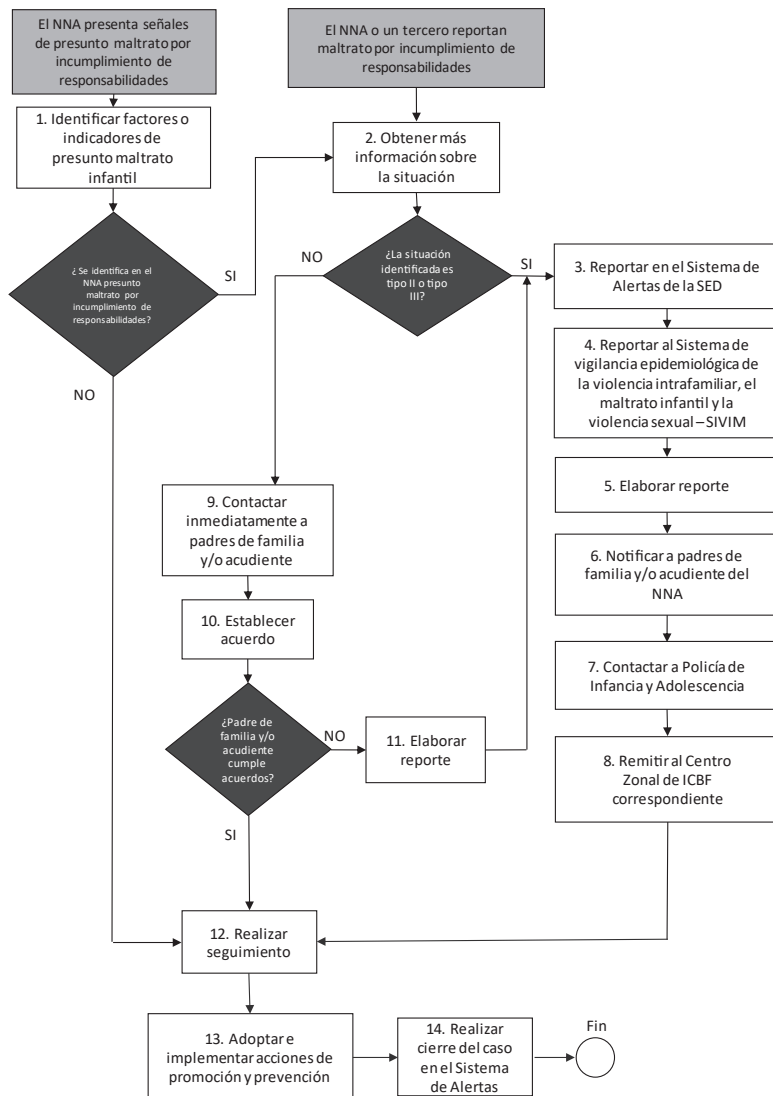 El NNA presenta señales
de presunto maltrato por
incumplimiento de
responsabilidades
El NNA o un tercero reportan
maltrato por incumplimiento de
responsabilidades
1. Identificar factores o
indicadores de
presunto maltrato
infantil
2. Obtener más
información sobre
la situación
¿Se identifica en el
NNA presunto
maltrato por
incumplimiento de
responsabilidades?
SI
NO
¿La situación
identificada es
tipo II o tipo
III?
NO
SI
3. Reportar en el Sistema de
Alertas de la SED
4. Reportar al Sistema de
vigilancia epidemiológica de
la violencia intrafamiliar, el
maltrato infantil y la
violencia sexual – SIVIM
5. Elaborar reporte
6. Notificar a padres de
familia y/o acudiente del
NNA
7. Contactar a Policía de
Infancia y Adolescencia
8. Remitir al Centro
Zonal de ICBF
correspondiente
9. Contactar
inmediatamente a
padres de familia
y/o acudiente
10. Establecer
acuerdo
¿Padre de
familia y/o
acudiente
cumple
acuerdos?
NO
SI
11. Elaborar
reporte
12. Realizar
seguimiento
13. Adoptar e
implementar acciones de
promoción y prevención
14. Realizar
cierre del caso
en el Sistema
de Alertas
Fin